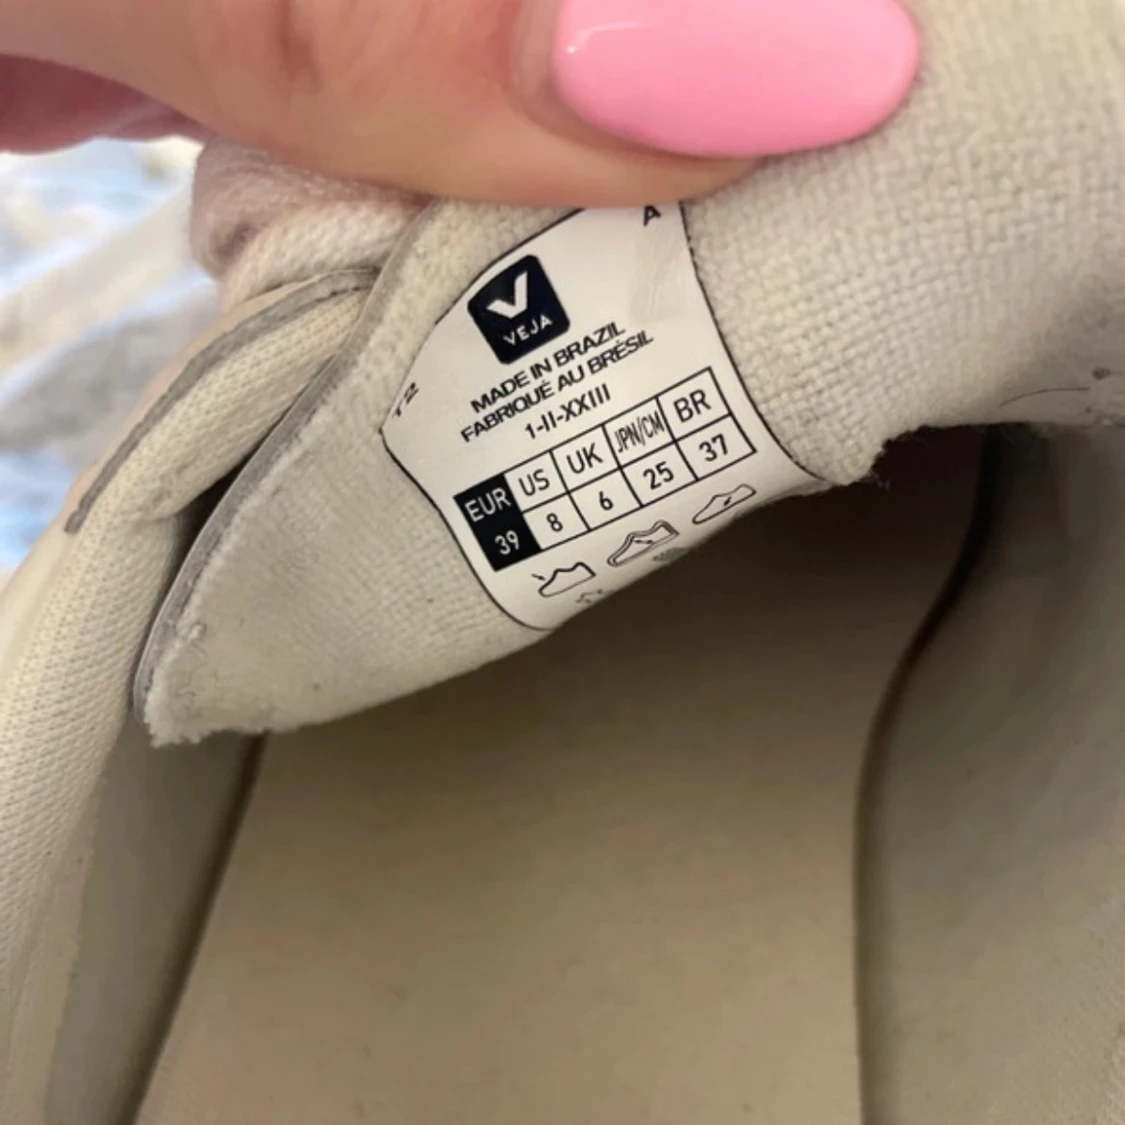 A
VEJA
12
MADE IN BRAZIL
FABRIQUÉ AU BRÉSIL
1-II-XXIII
EUR US UK JPN/CM BR
39 8 6 25 37